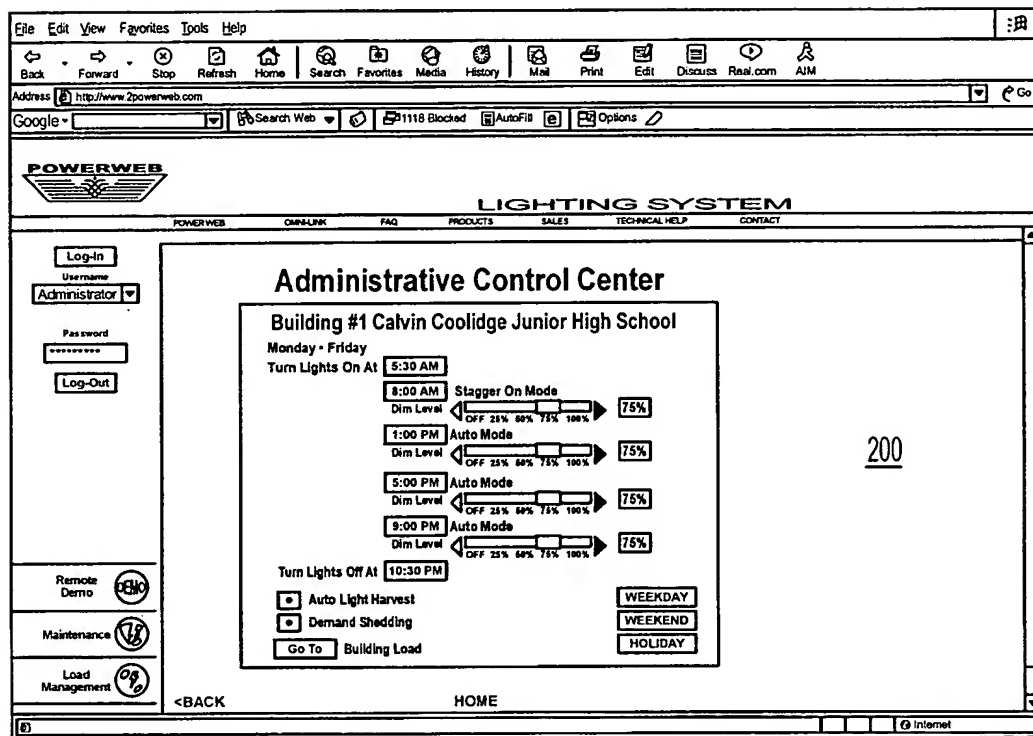 File Edit View Favorites Tools Help
Back Forward Stop Refresh Home Search Favorites Media History Mail Print Edit Discuss Real.com AIM
Address http://www.2powerweb.com Go
Google Search Web 1118 Blocked AutoFill Options
POWERWEB
LIGHTING SYSTEM
POWER WEB OMNI-LINK FAQ PRODUCTS SALES TECHNICAL HELP CONTACT
Log-In
Username
Administrator
Password
*********
Log-Out
Administrative Control Center
Building #1 Calvin Coolidge Junior High School
Monday - Friday
Turn Lights On At 5:30 AM
8:00 AM Stagger On Mode
Dim Level 75%
OFF 25% 50% 75% 100%
1:00 PM Auto Mode
Dim Level 75%
OFF 25% 50% 75% 100%
5:00 PM Auto Mode
Dim Level 75%
OFF 25% 50% 75% 100%
9:00 PM Auto Mode
Dim Level 75%
OFF 25% 50% 75% 100%
Turn Lights Off At 10:30 PM
Auto Light Harvest WEEKDAY
Demand Shedding WEEKEND
Go To Building Load HOLIDAY
200
Remote Demo DEMO
Maintenance
Load Management
<BACK HOME
Internet